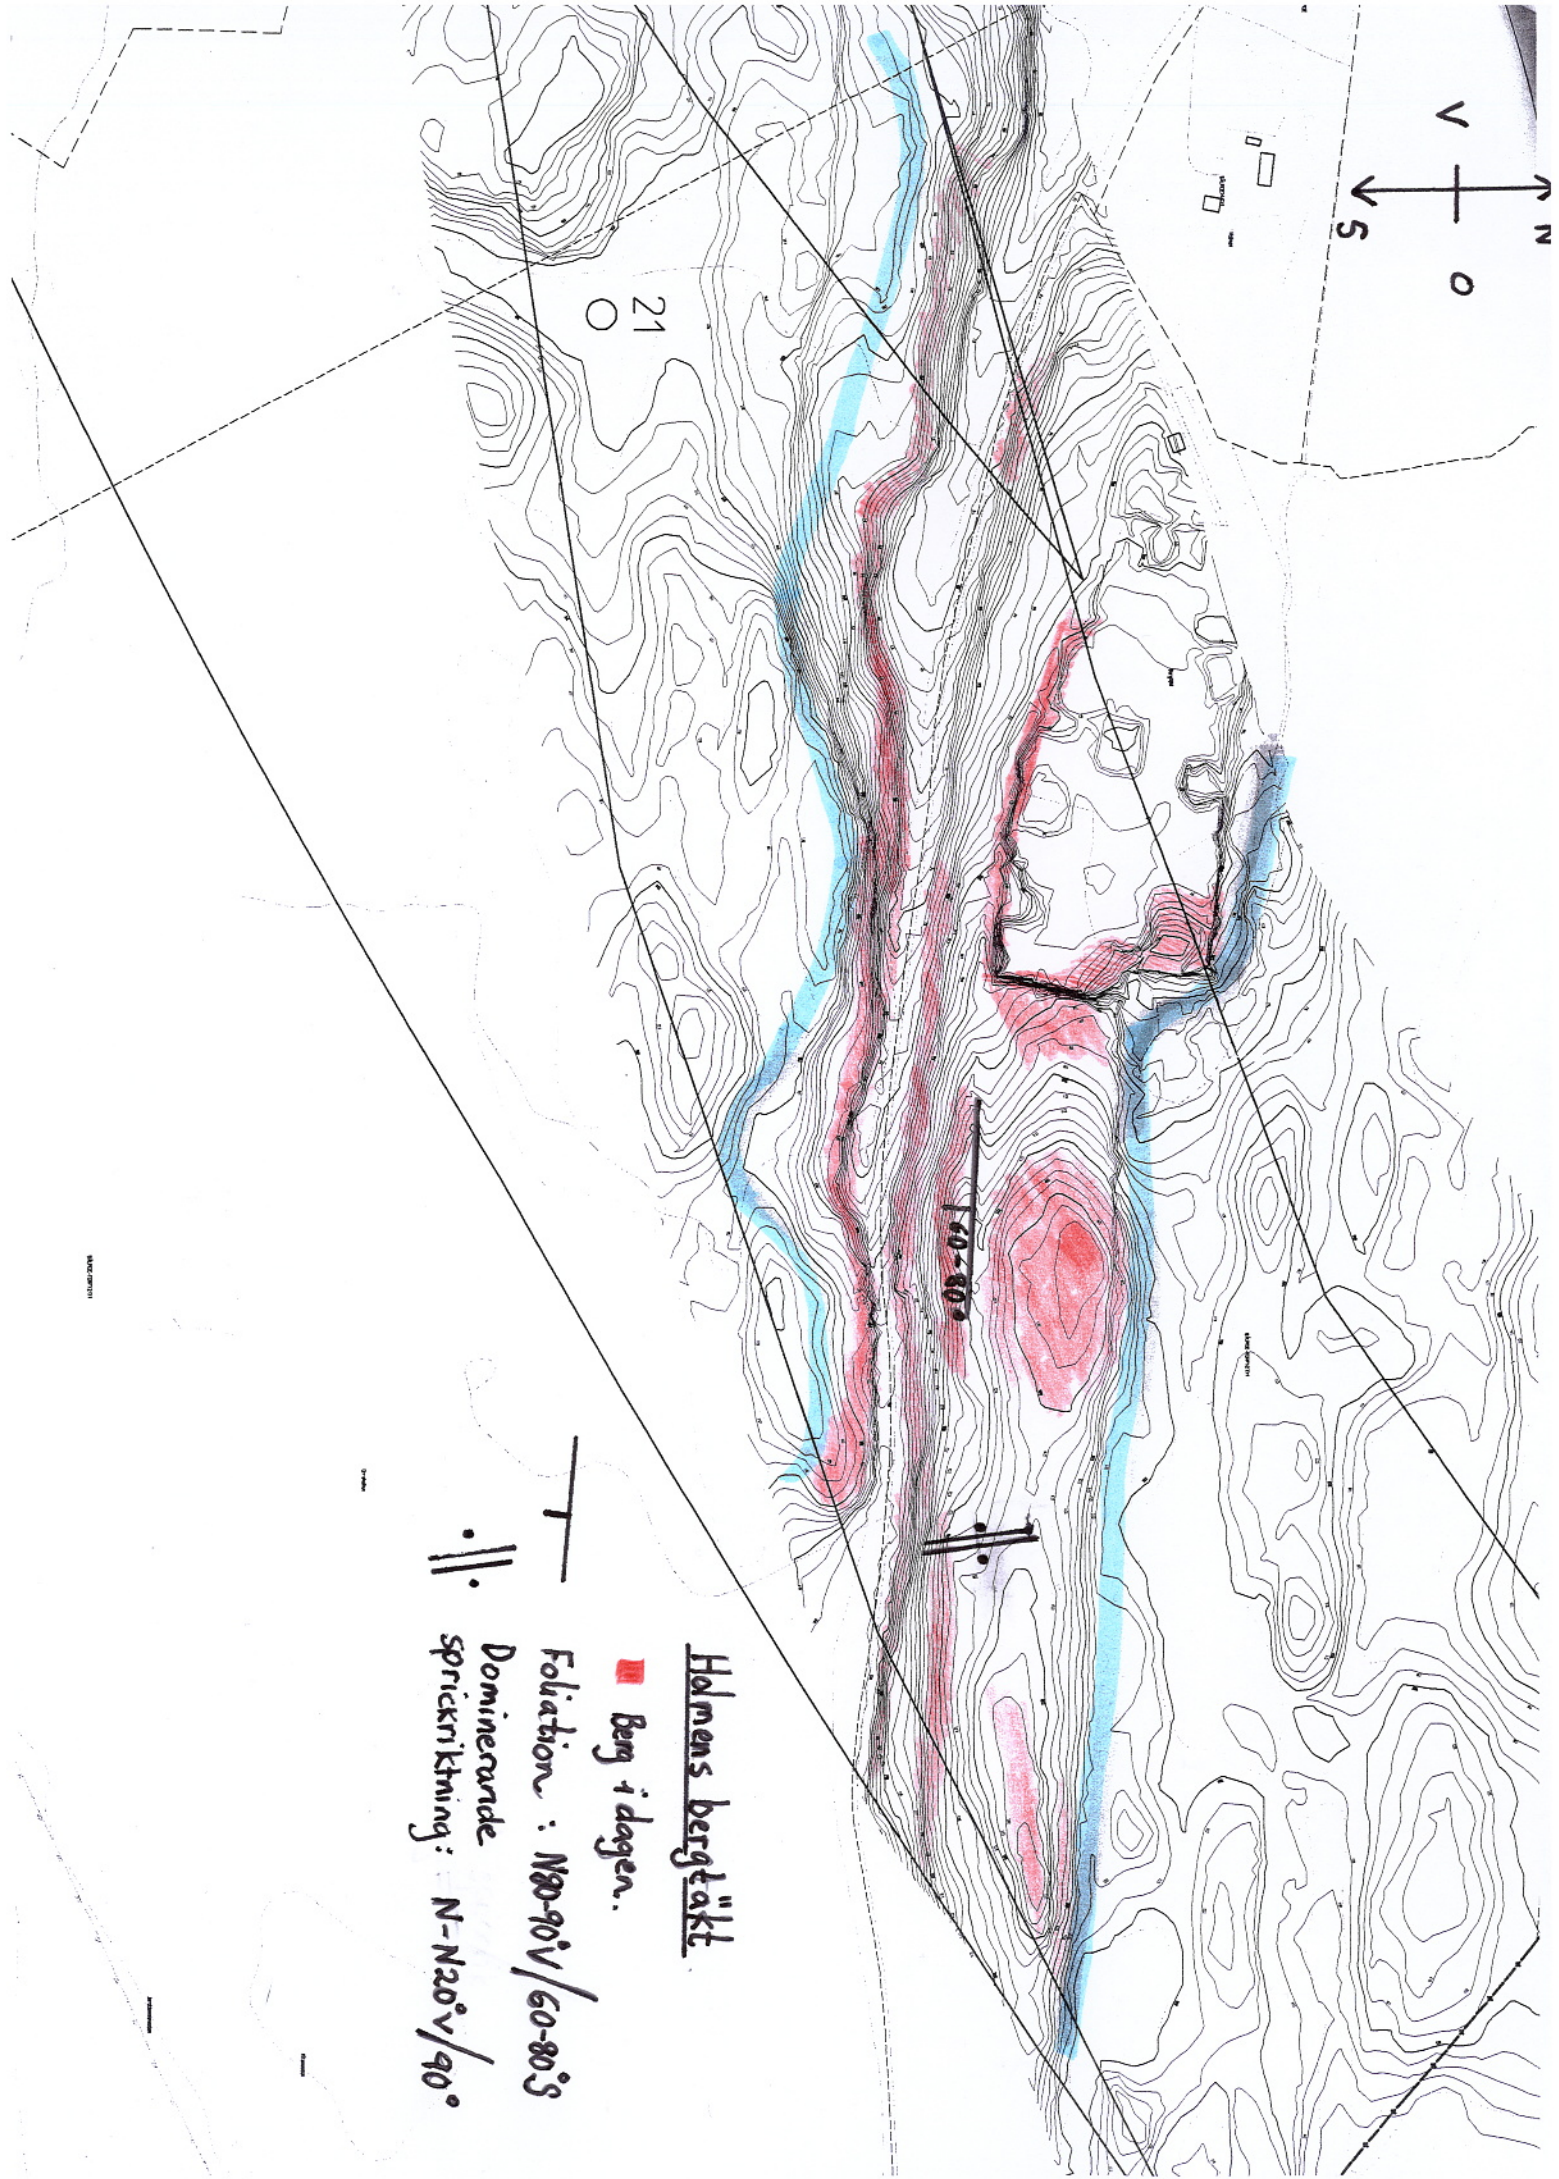 N
V
O
S
21
60-80°
Holmens bergtäkt
Berg i dagen.
Foliation : N80-90°V/60-80°S
Dominerande
sprickriktning: N-N20°V/90°